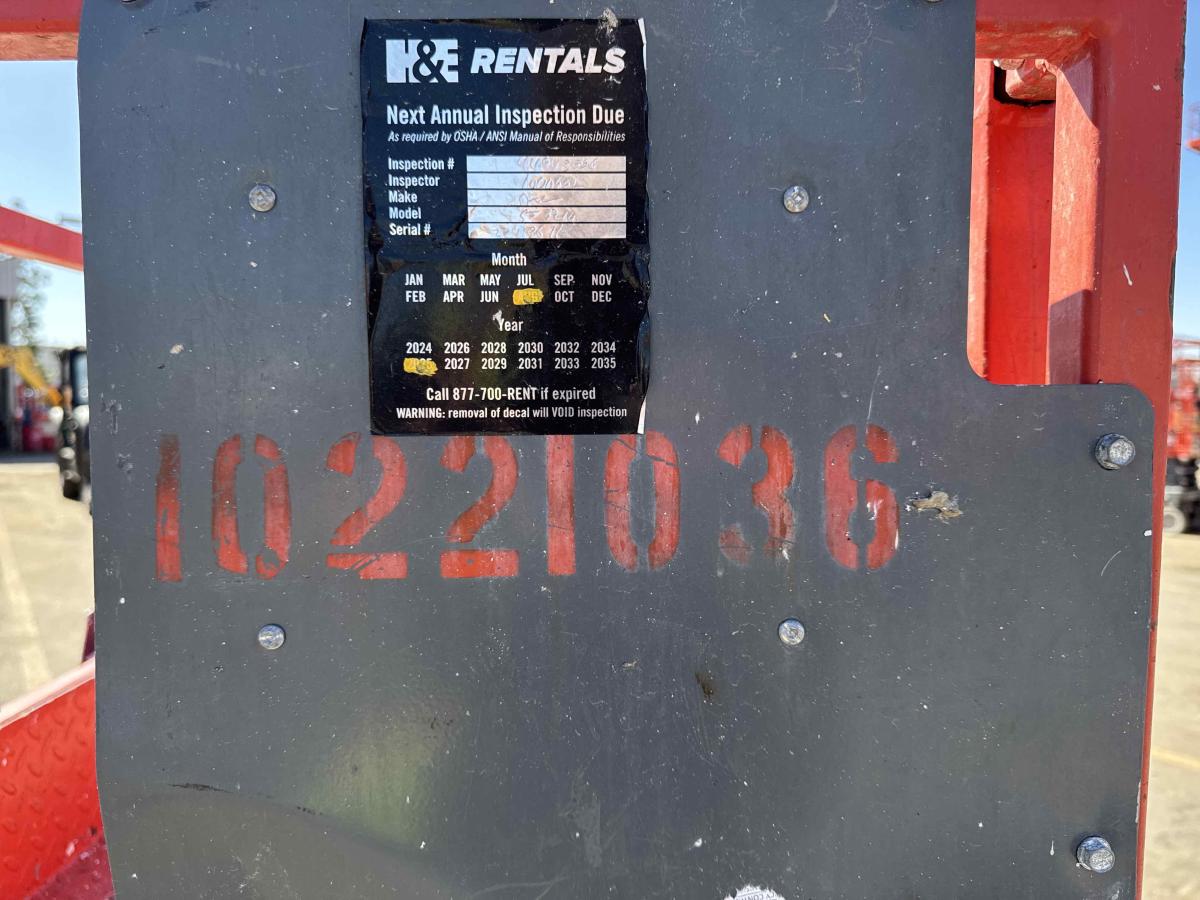 H&E RENTALS
Next Annual Inspection Due
As required by OSHA / ANSI Manual of Responsibilities
Inspection #
Inspector
Make
Model
Serial #
Month
JAN MAR MAY JUL SEP NOV
FEB APR JUN AUG OCT DEC
Year
2024 2026 2028 2030 2032 2034
2025 2027 2029 2031 2033 2035
Call 877-700-RENT if expired
WARNING: removal of decal will VOID inspection
10221036